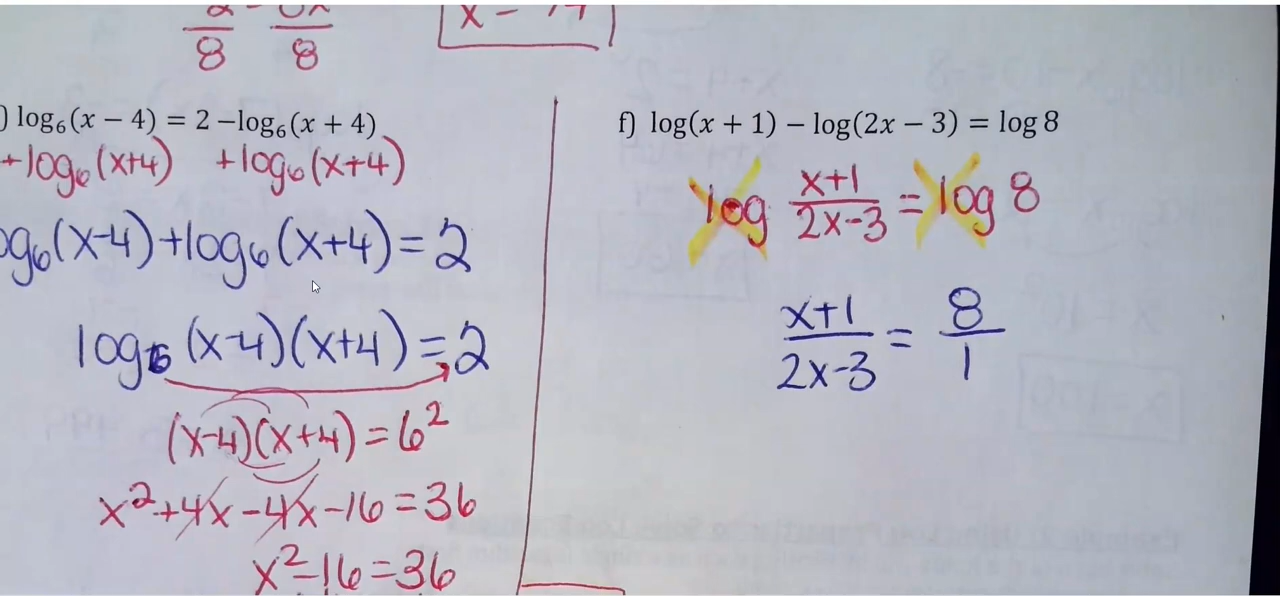 8 8
x =
) log₆(x − 4) = 2 −log₆(x + 4)
+log₆(x+4) +log₆(x+4)
og₆(x-4)+log₆(x+4)=2
log₆(x-4)(x+4)=2
(x-4)(x+4)=6²
x²+4x-4x-16=36
x²-16=36
f) log(x + 1) − log(2x − 3) = log 8
log x+1/2x-3 = log 8
x+1/2x-3 = 8/1